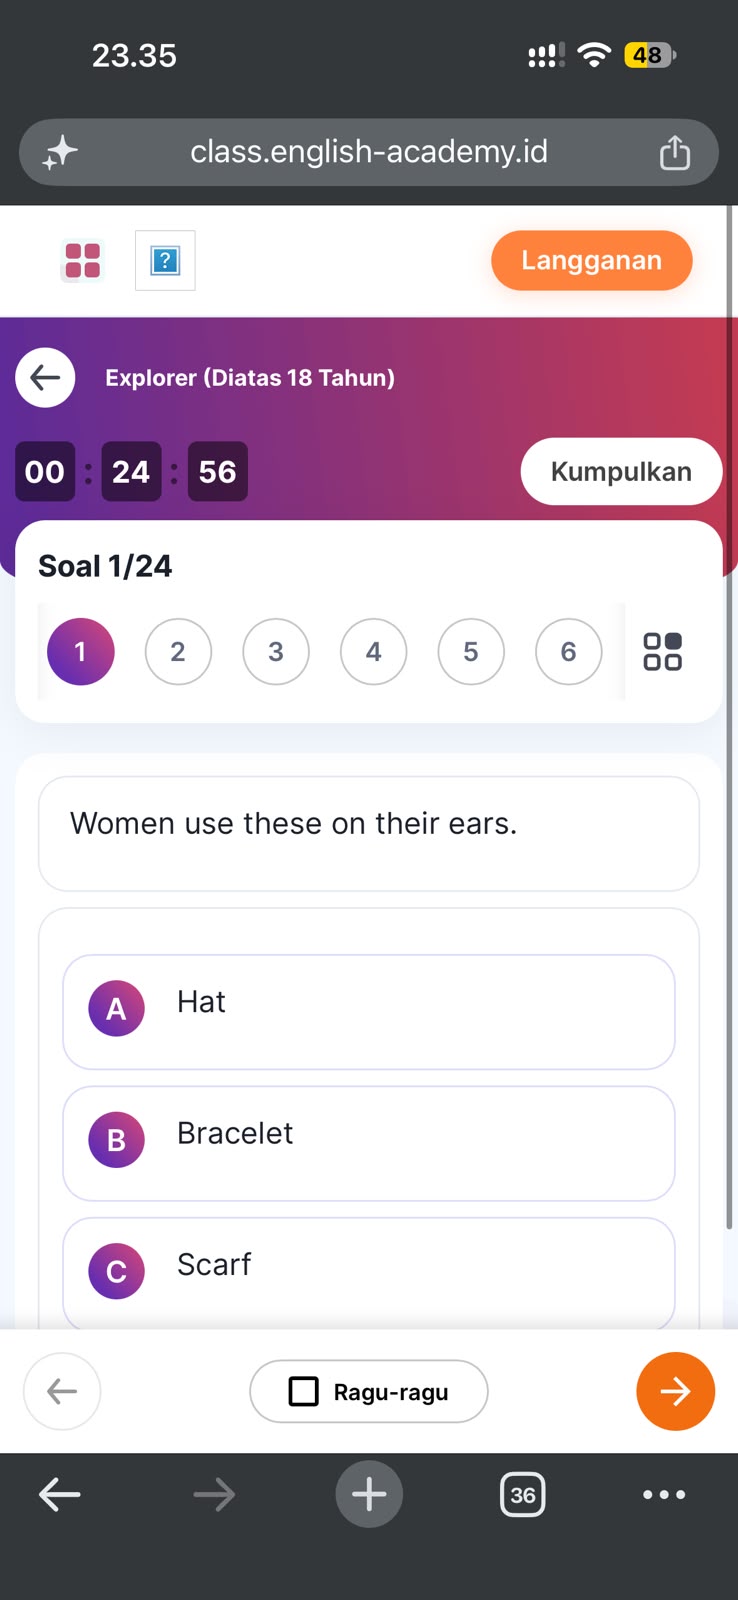 23.35
48
class.english-academy.id
?
Langganan
Explorer (Diatas 18 Tahun)
00 : 24 : 56
Kumpulkan
Soal 1/24
1 2 3 4 5 6
Women use these on their ears.
A Hat
B Bracelet
C Scarf
Ragu-ragu
36